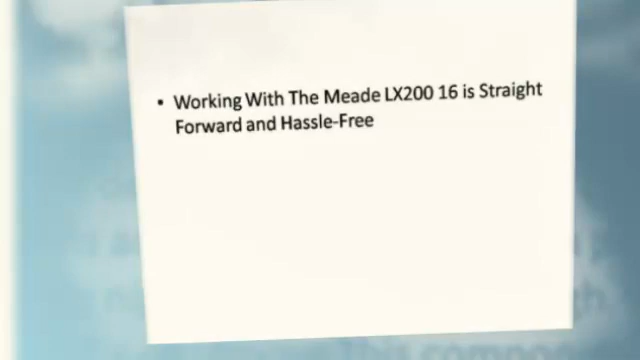 • Working With The Meade LX200 16 is Straight
Forward and Hassle-Free